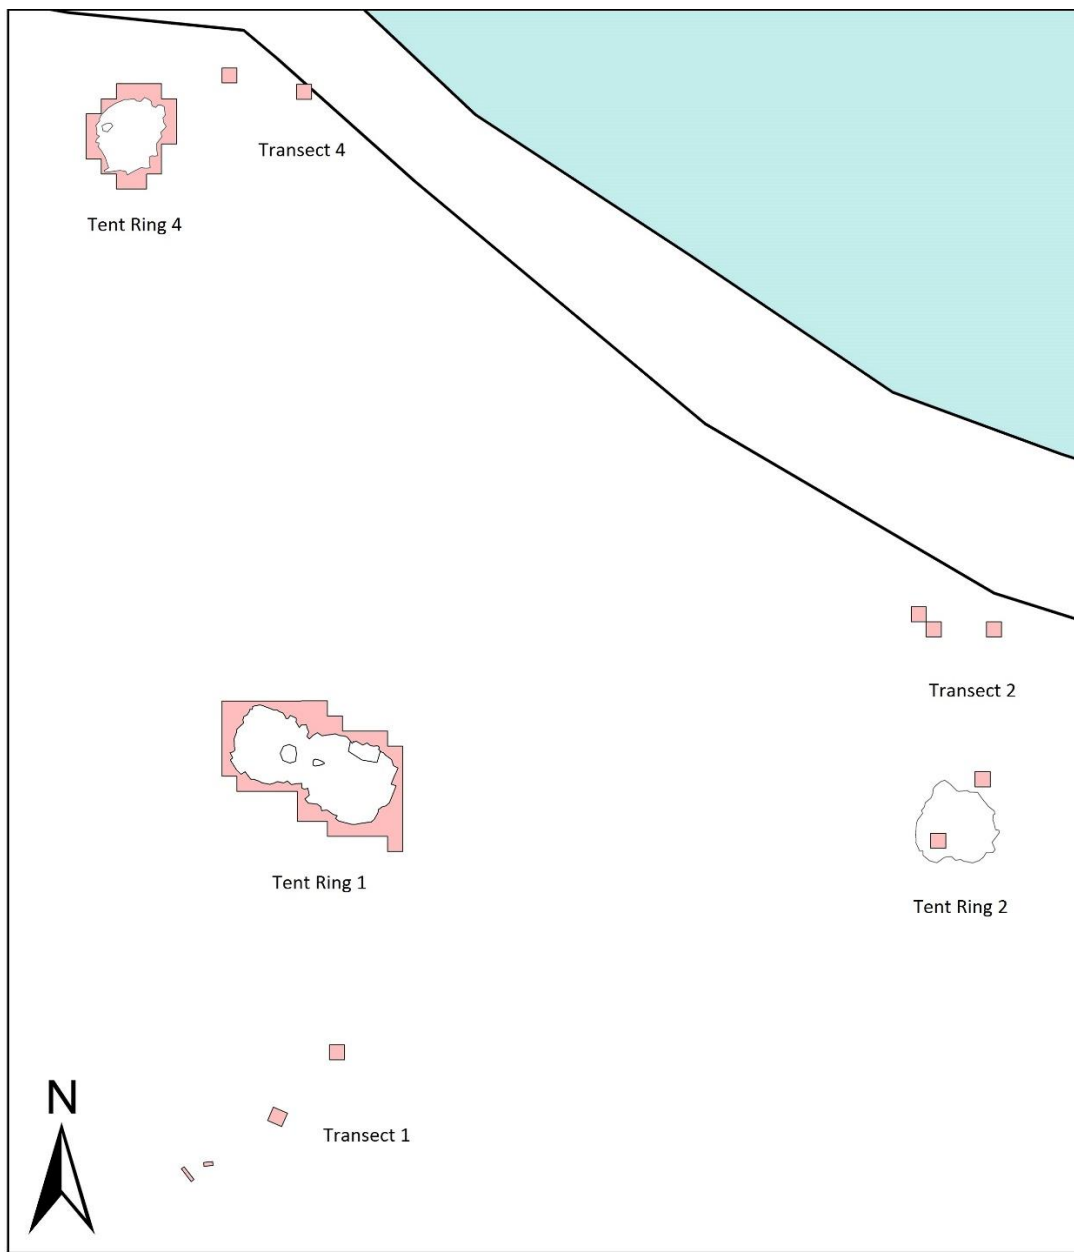 Transect 4
Tent Ring 4
Transect 2
Tent Ring 1
Tent Ring 2
N
Transect 1